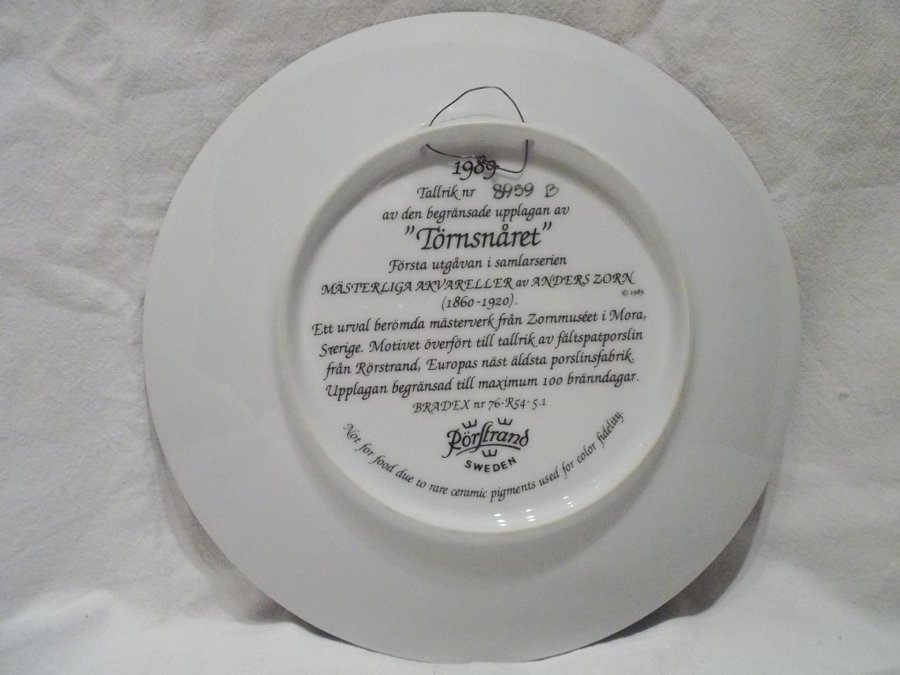 1989
Tallrik nr 8959 B
av den begränsade upplagan av
"Törnsnåret"
Första utgåvan i samlarserien
MÄSTERLIGA AKVARELLER av ANDERS ZORN
© 1989
(1860-1920).
Ett urval berömda mästerverk från Zornmuséet i Mora,
Sverige. Motivet överfört till tallrik av fältspatporslin
från Rörstrand, Europas näst äldsta porslinsfabrik.
Upplagan begränsad till maximum 100 bränndagar.
BRADEX nr 76-R54-5.1
Rörstrand
SWEDEN
Not for food due to rare ceramic pigments used for color fidelity.